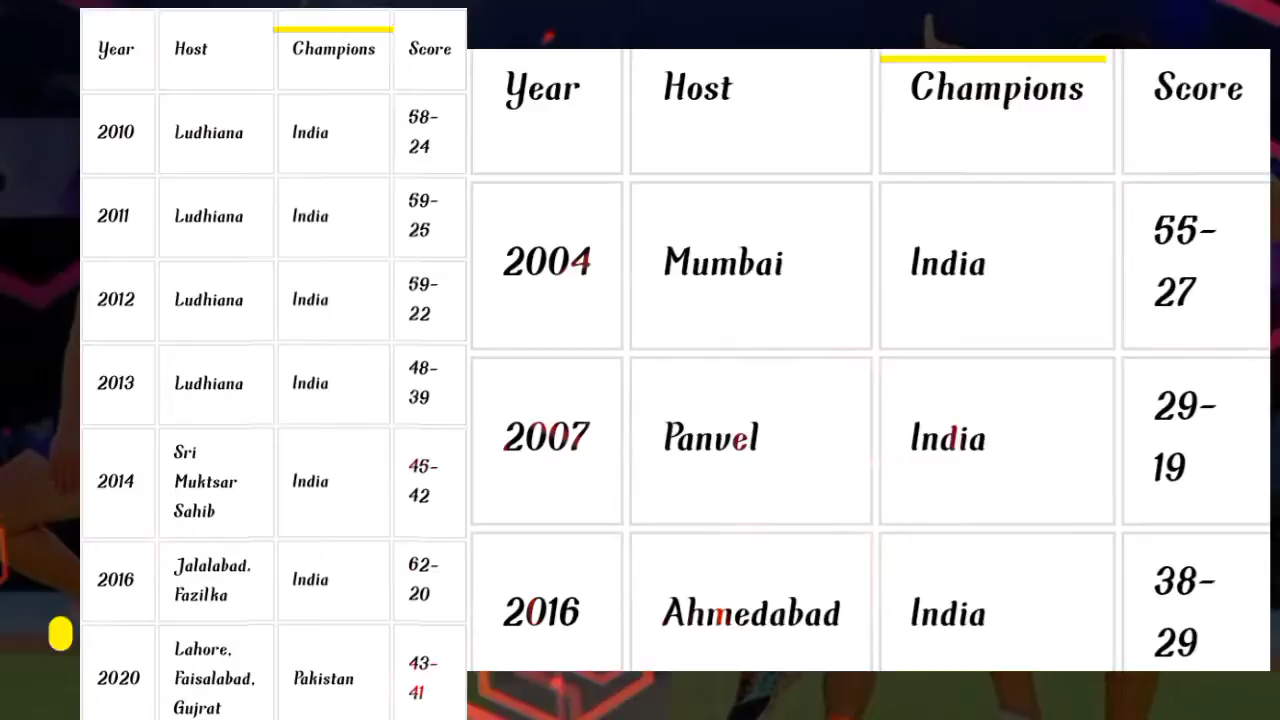 Year Host Champions Score
2010 Ludhiana India 58-
24
2011 Ludhiana India 59-
25
2012 Ludhiana India 59-
22
2013 Ludhiana India 48-
39
Sri
2014 Muktsar India 45-
Sahib 42
2016 Jalalabad, India 62-
Fazilka 20
Lahore, 43-
2020 Faisalabad, Pakistan 41
Gujrat
Year Host Champions Score
2004 Mumbai India 55-
27
2007 Panvel India 29-
19
2016 Ahmedabad India 38-
29